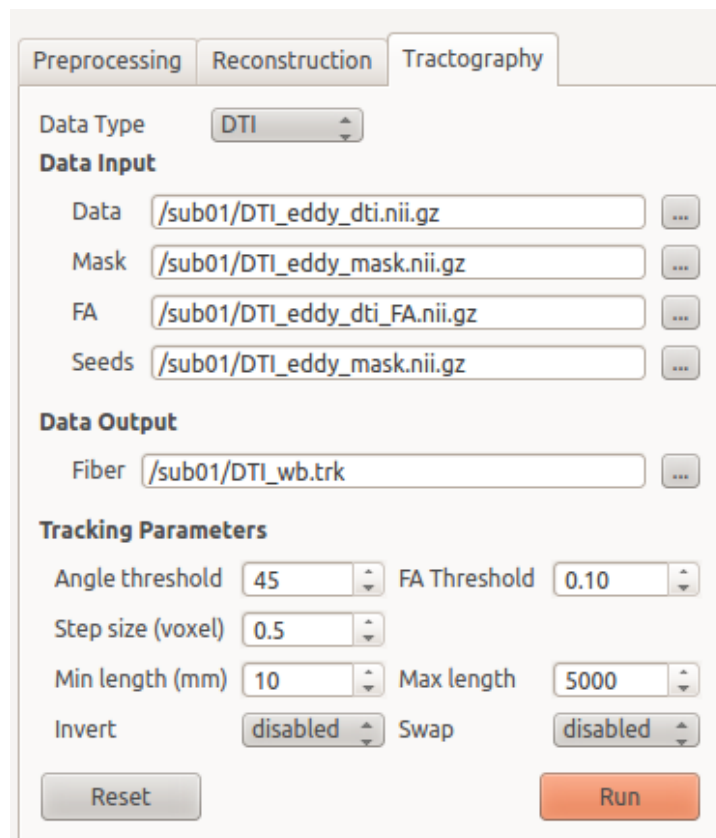 Preprocessing Reconstruction Tractography
Data Type DTI
Data Input
Data /sub01/DTI_eddy_dti.nii.gz ...
Mask /sub01/DTI_eddy_mask.nii.gz ...
FA /sub01/DTI_eddy_dti_FA.nii.gz ...
Seeds /sub01/DTI_eddy_mask.nii.gz ...
Data Output
Fiber /sub01/DTI_wb.trk ...
Tracking Parameters
Angle threshold 45 FA Threshold 0.10
Step size (voxel) 0.5
Min length (mm) 10 Max length 5000
Invert disabled Swap disabled
Reset Run